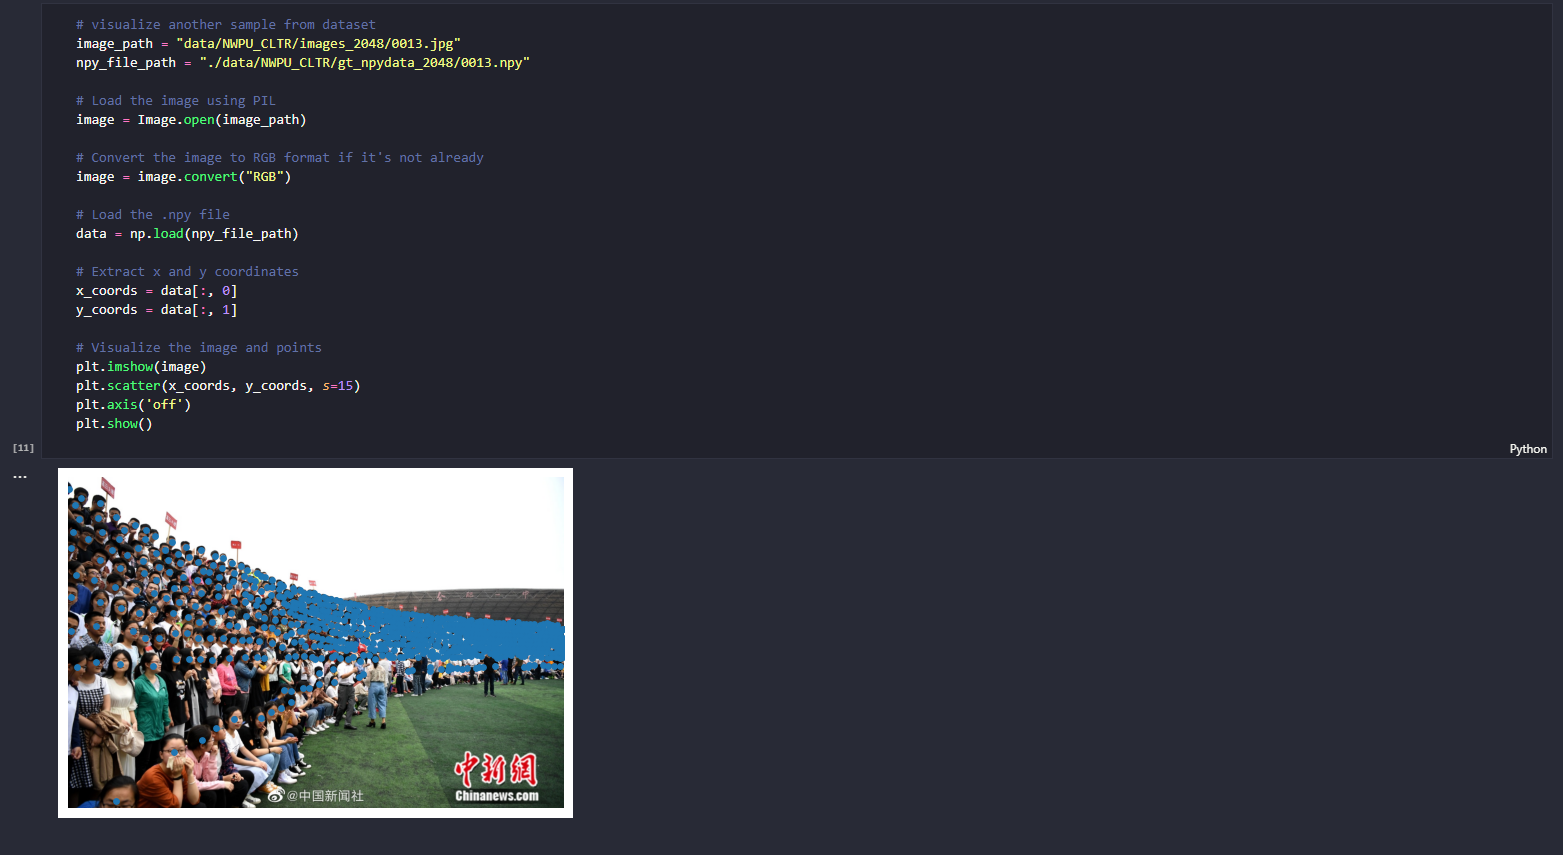 # visualize another sample from dataset
image_path = "data/NWPU_CLTR/images_2048/0013.jpg"
npy_file_path = "./data/NWPU_CLTR/gt_npydata_2048/0013.npy"
# Load the image using PIL
image = Image.open(image_path)
# Convert the image to RGB format if it's not already
image = image.convert("RGB")
# Load the .npy file
data = np.load(npy_file_path)
# Extract x and y coordinates
x_coords = data[:, 0]
y_coords = data[:, 1]
# Visualize the image and points
plt.imshow(image)
plt.scatter(x_coords, y_coords, s=15)
plt.axis('off')
plt.show()
[11]
Python
...
中新網
Chinanews.com
@中国新闻社